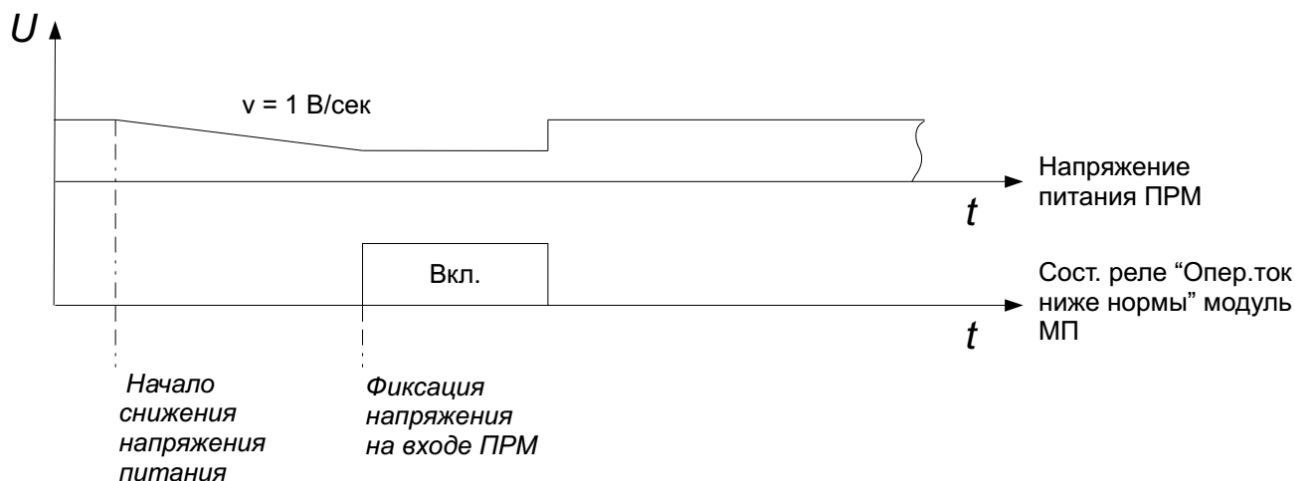 U
v = 1 В/сек
Напряжение
питания ПРМ
t
Вкл.
Сост. реле “Опер.ток
ниже нормы” модуль
МП
t
Начало
снижения
напряжения
питания
Фиксация
напряжения
на входе ПРМ